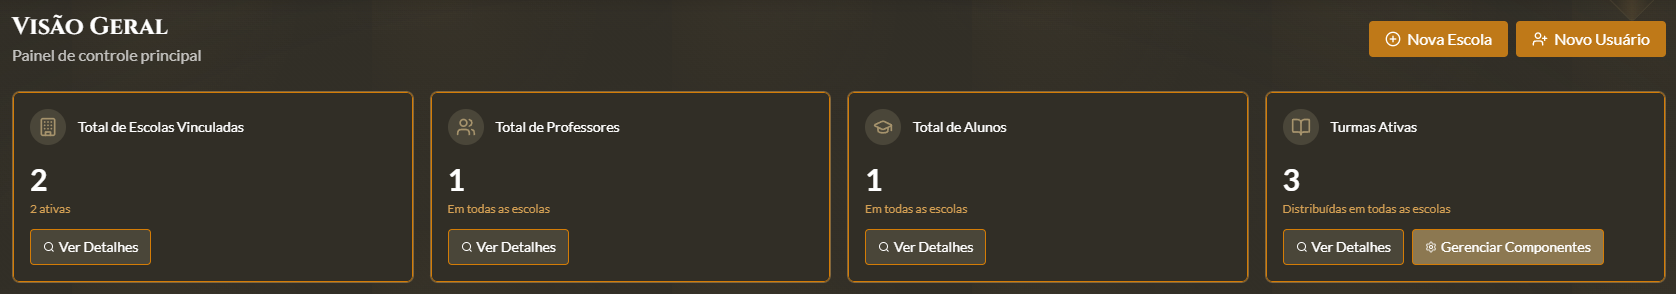 Visão Geral
Painel de controle principal
Nova Escola
Novo Usuário
Total de Escolas Vinculadas
2
2 ativas
Ver Detalhes
Total de Professores
1
Em todas as escolas
Ver Detalhes
Total de Alunos
1
Em todas as escolas
Ver Detalhes
Turmas Ativas
3
Distribuídas em todas as escolas
Ver Detalhes
Gerenciar Componentes